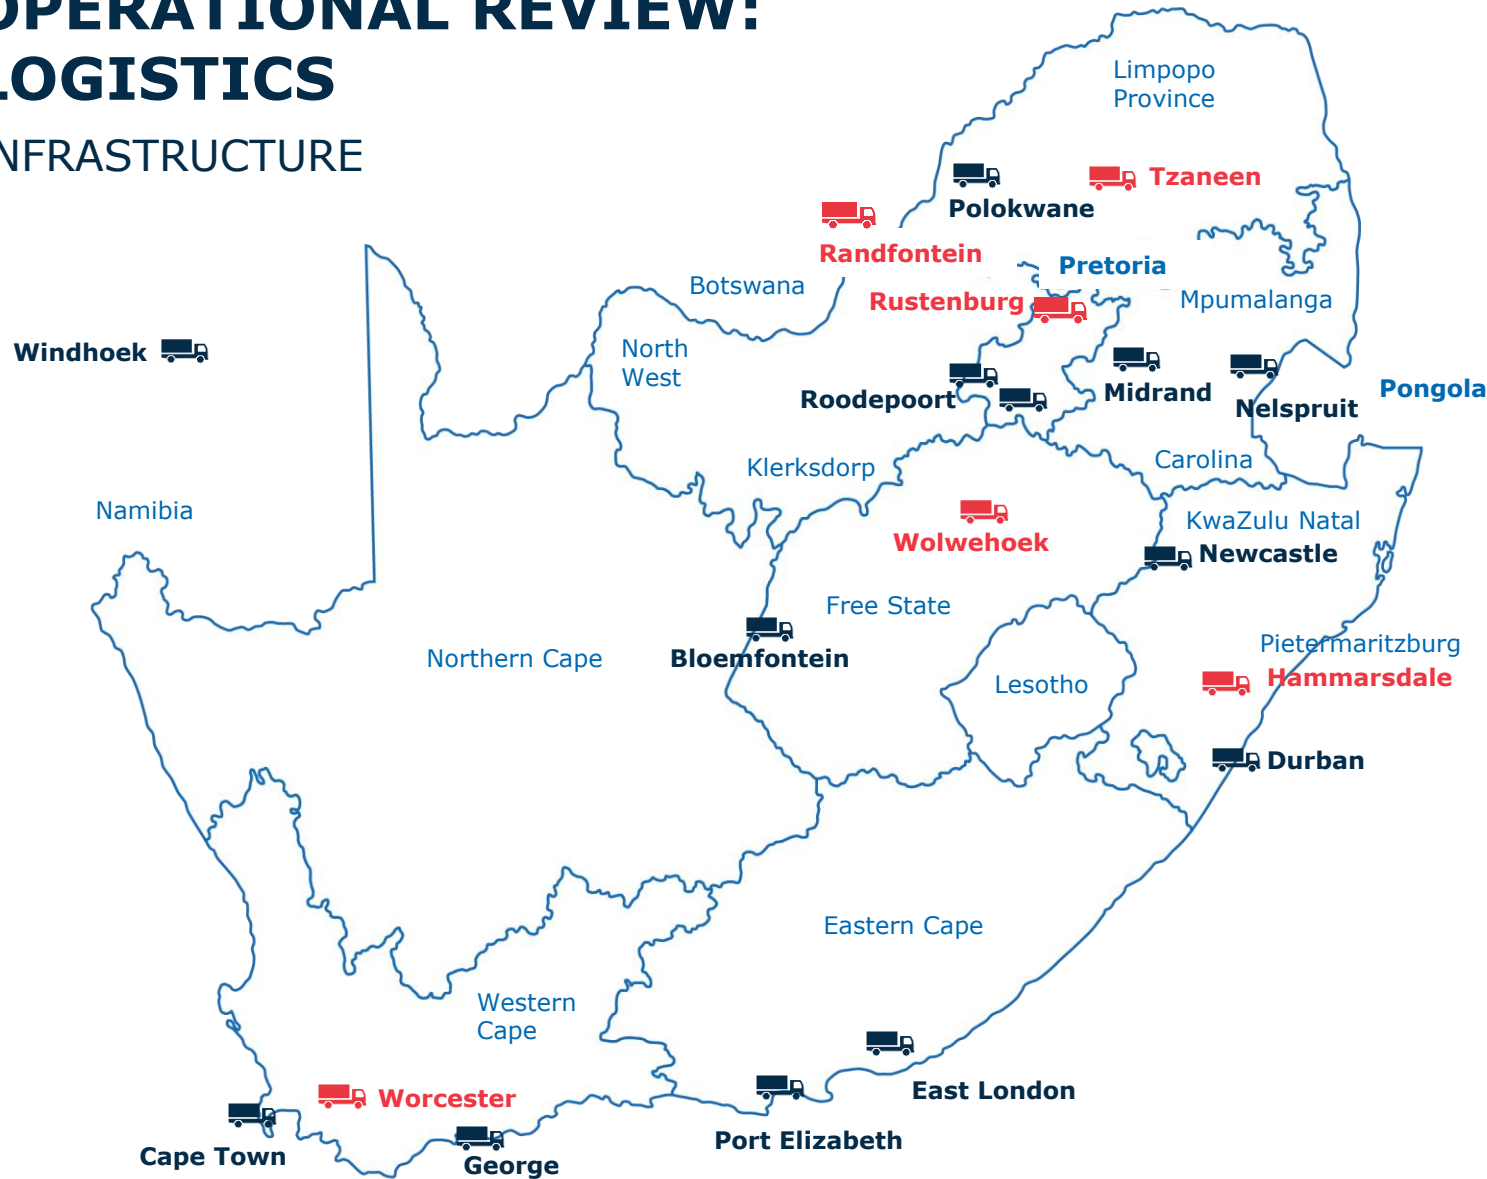 OPERATIONAL REVIEW:
LOGISTICS
NFRASTRUCTURE
Limpopo
Province
Tzaneen
Polokwane
Randfontein
Pretoria
Botswana
Rustenburg
Mpumalanga
Windhoek
North
West
Roodepoort
Midrand
Nelspruit
Pongola
Klerksdorp
Carolina
Namibia
KwaZulu Natal
Wolwehoek
Newcastle
Free State
Northern Cape
Bloemfontein
Lesotho
Pietermaritzburg
Hammarsdale
Durban
Eastern Cape
Western
Cape
Worcester
East London
Cape Town
George
Port Elizabeth